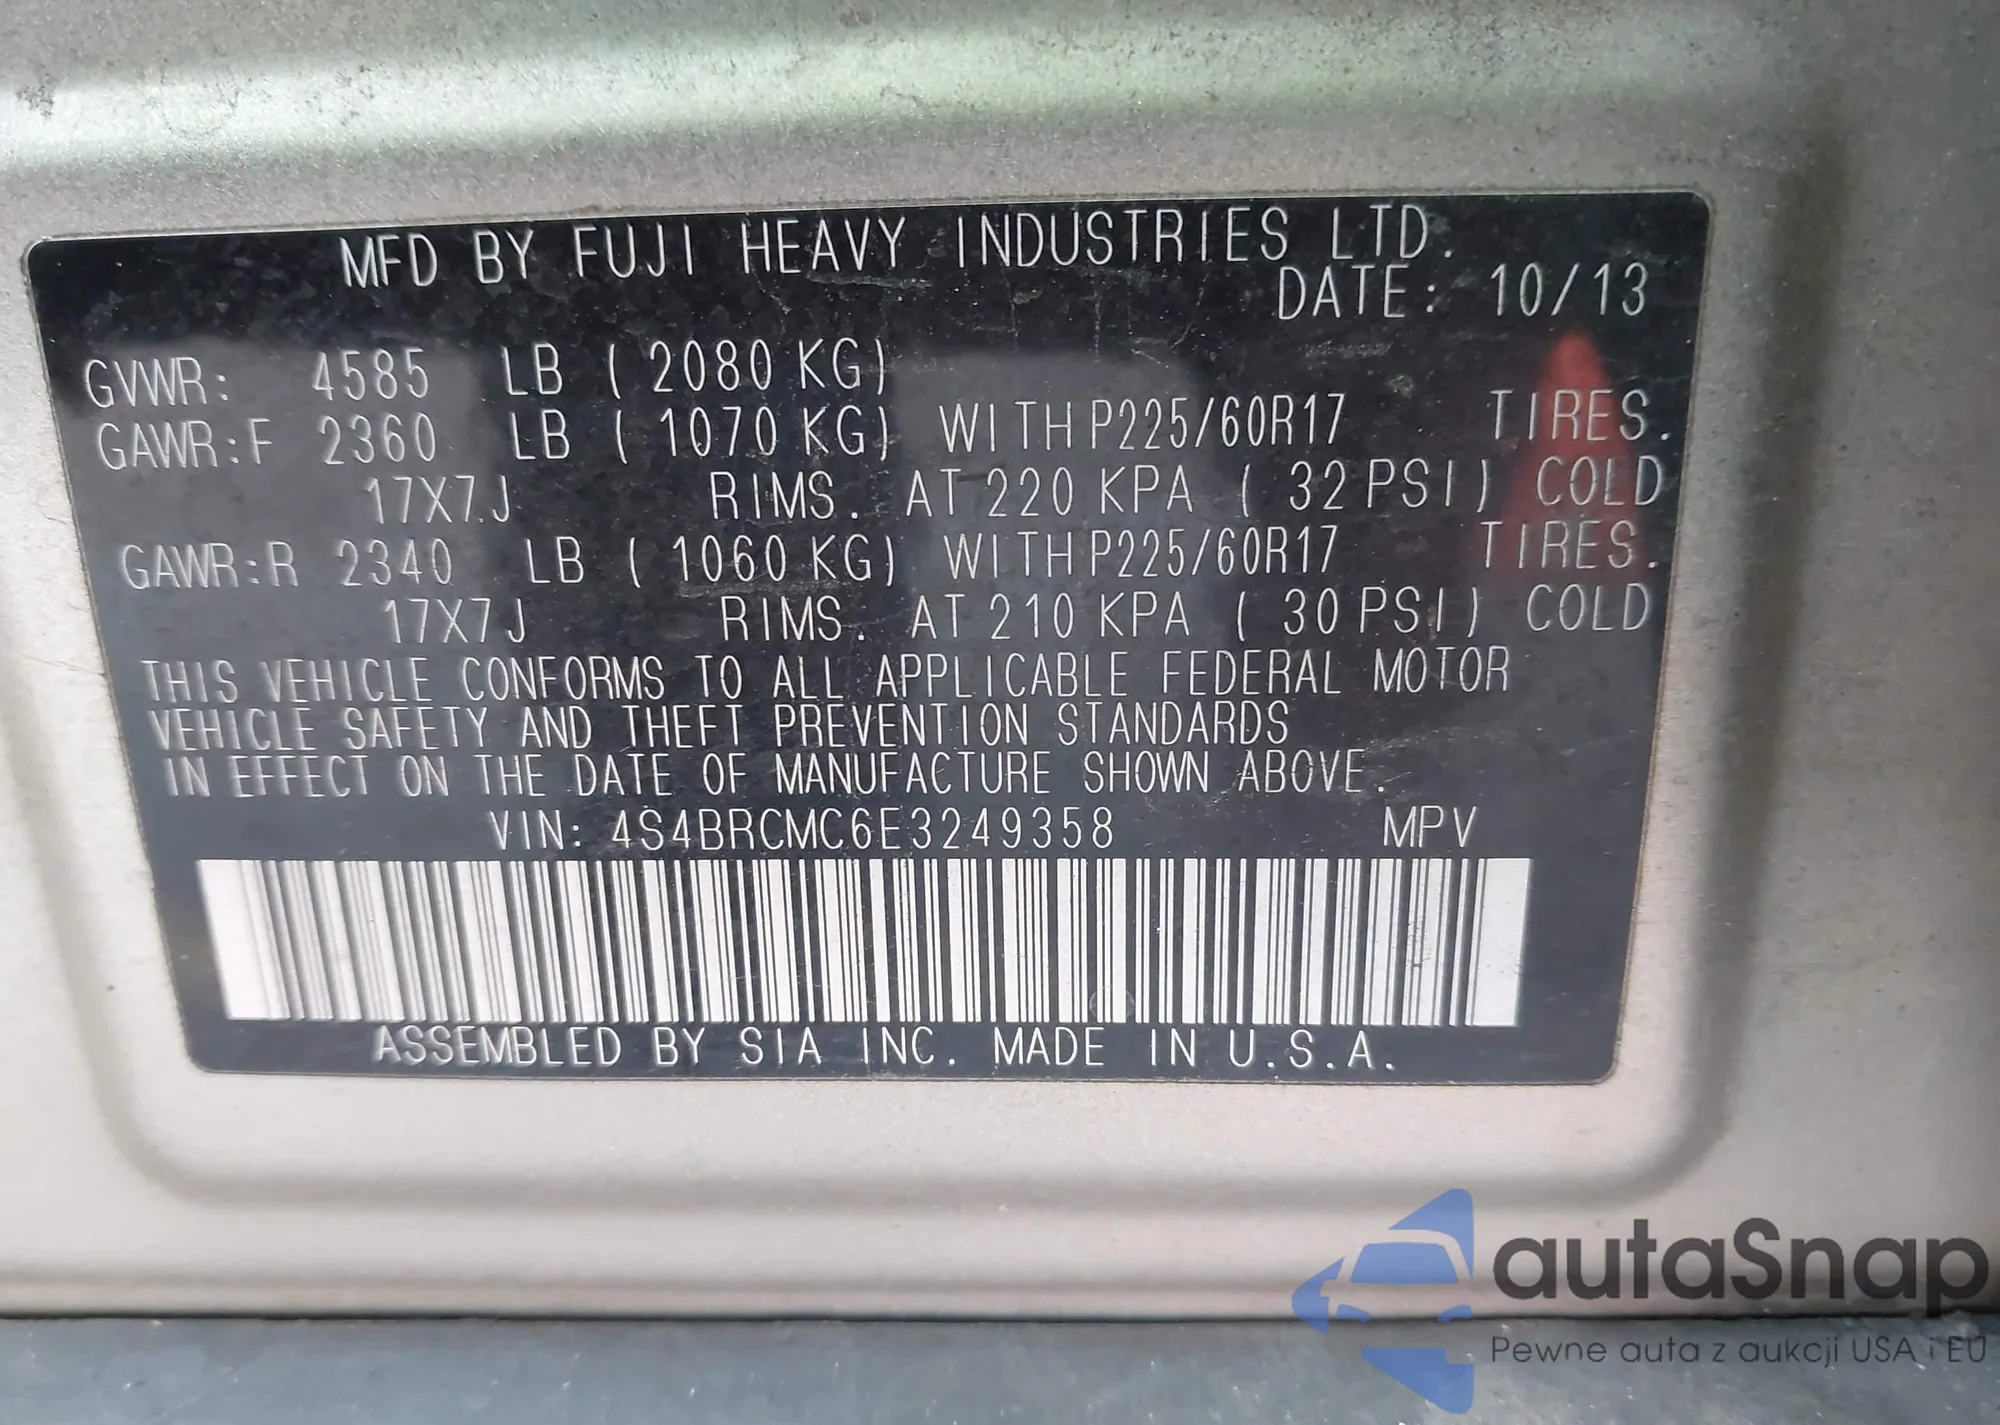 MFD BY FUJI HEAVY INDUSTRIES LTD.
DATE: 10/13
GVWR: 4585 LB ( 2080 KG)
GAWR:F 2360 LB ( 1070 KG) WITH P225/60R17 TIRES.
17X7J RIMS. AT 220 KPA ( 32 PSI) COLD
GAWR:R 2340 LB ( 1060 KG) WITH P225/60R17 TIRES.
17X7J RIMS. AT 210 KPA ( 30 PSI) COLD
THIS VEHICLE CONFORMS TO ALL APPLICABLE FEDERAL MOTOR
VEHICLE SAFETY AND THEFT PREVENTION STANDARDS
IN EFFECT ON THE DATE OF MANUFACTURE SHOWN ABOVE.
VIN: 4S4BRCMC6E3249358 MPV
ASSEMBLED BY SIA INC. MADE IN U.S.A.
autaSnap
Pewne auta z aukcji USA i EU